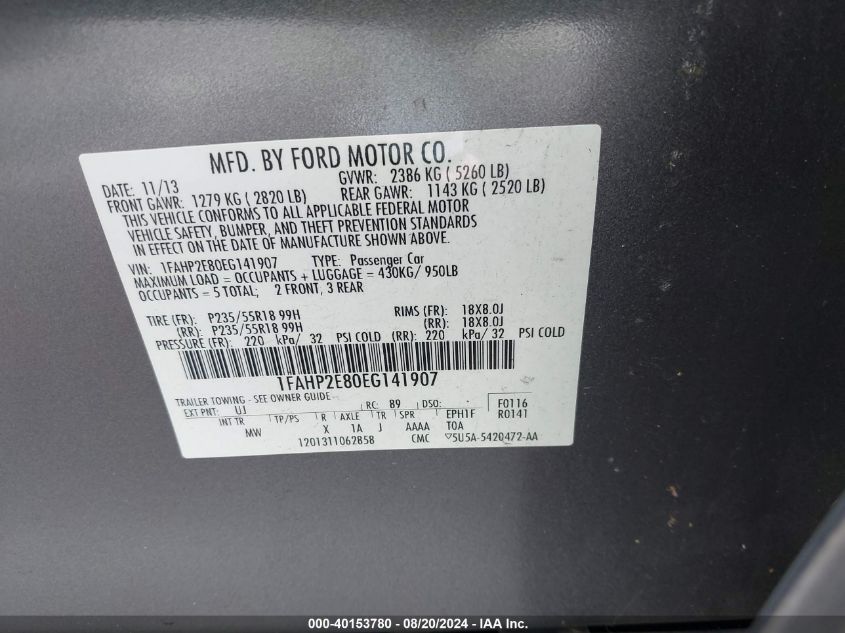 MFD. BY FORD MOTOR CO.
DATE: 11/13 GVWR: 2386 KG ( 5260 LB)
FRONT GAWR: 1279 KG ( 2820 LB) REAR GAWR: 1143 KG ( 2520 LB)
THIS VEHICLE CONFORMS TO ALL APPLICABLE FEDERAL MOTOR
VEHICLE SAFETY, BUMPER, AND THEFT PREVENTION STANDARDS
IN EFFECT ON THE DATE OF MANUFACTURE SHOWN ABOVE.
VIN: 1FAHP2E80EG141907 TYPE: Passenger Car
MAXIMUM LOAD = OCCUPANTS + LUGGAGE = 430KG/ 950LB
OCCUPANTS = 5 TOTAL; 2 FRONT, 3 REAR
TIRE (FR): P235/55R18 99H RIMS (FR): 18X8.0J
(RR): P235/55R18 99H (RR): 18X8.0J
PRESSURE (FR): 220 kPa/ 32 PSI COLD (RR): 220 kPa/ 32 PSI COLD
1FAHP2E80EG141907
TRAILER TOWING - SEE OWNER GUIDE.
EXT PNT: UJ RC: 89 DSO: F0116
INT TR TP/PS R AXLE TR SPR EPH1F R0141
MW X 1A J AAAA TOA
1201311062858 CMC ▽5U5A-5420472-AA
000-40153780 - 08/20/2024 - IAA Inc.